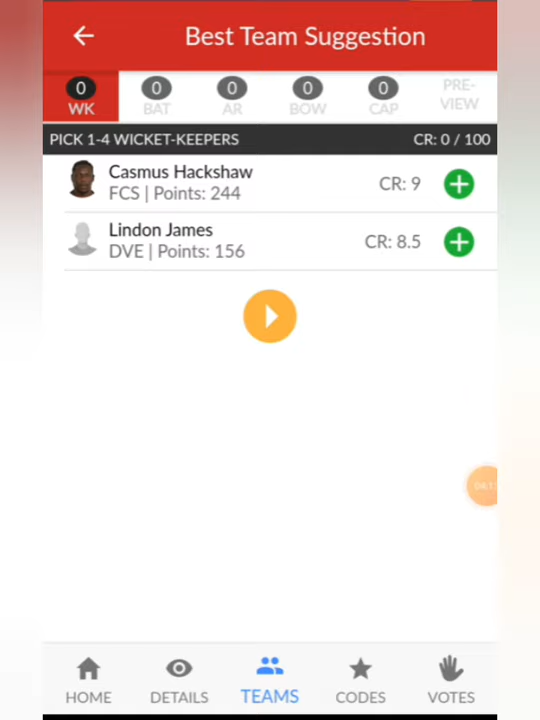 Best Team Suggestion
0 0 0 0 0 PRE-
WK BAT AR BOW CAP VIEW
PICK 1-4 WICKET-KEEPERS CR: 0 / 100
Casmus Hackshaw
FCS | Points: 244 CR: 9
Lindon James
DVE | Points: 156 CR: 8.5
HOME DETAILS TEAMS CODES VOTES